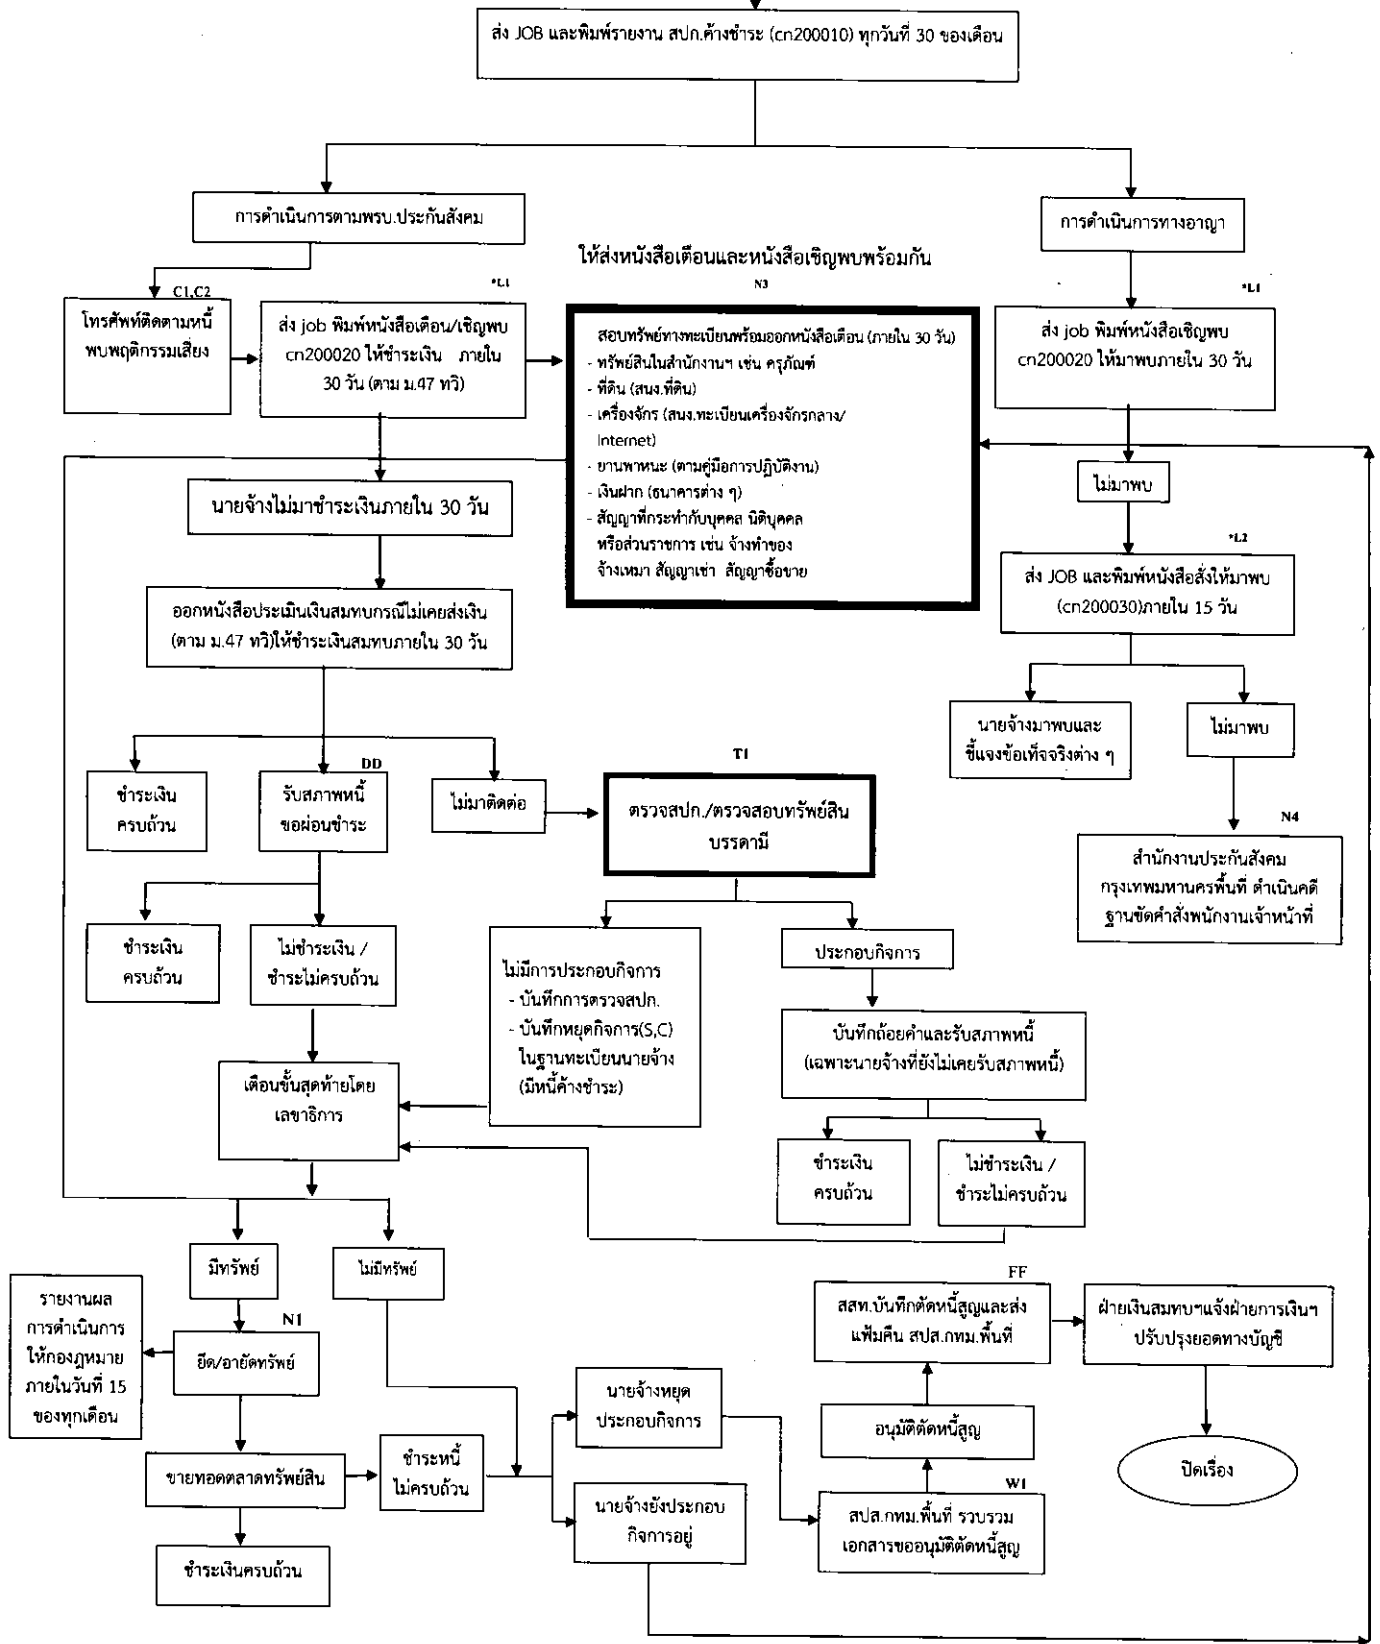 ส่ง JOB และพิมพ์รายงาน สปก.ค้างชำระ (cn200010) ทุกวันที่ 30 ของเดือน
การดำเนินการตามพรบ.ประกันสังคม
การดำเนินการทางอาญา
ให้ส่งหนังสือเตือนและหนังสือเชิญพบพร้อมกัน
C1,C2
โทรศัพท์ติดตามหนี้
พบพฤติกรรมเสี่ยง
*L1
ส่ง job พิมพ์หนังสือเตือน/เชิญพบ
cn200020 ให้ชำระเงิน ภายใน
30 วัน (ตาม ม.47 ทวิ)
N3
สอบทรัพย์ทางทะเบียนพร้อมออกหนังสือเตือน (ภายใน 30 วัน)
- ทรัพย์สินในสำนักงานฯ เช่น ครุภัณฑ์
- ที่ดิน (สนง.ที่ดิน)
- เครื่องจักร (สนง.ทะเบียนเครื่องจักรกลาง/
Internet)
- ยานพาหนะ (ตามคู่มือการปฏิบัติงาน)
- เงินฝาก (ธนาคารต่าง ๆ)
- สัญญาที่กระทำกับบุคคล นิติบุคคล
หรือส่วนราชการ เช่น จ้างทำของ
จ้างเหมา สัญญาเช่า สัญญาซื้อขาย
*L1
ส่ง job พิมพ์หนังสือเชิญพบ
cn200020 ให้มาพบภายใน 30 วัน
ไม่มาพบ
*L2
ส่ง JOB และพิมพ์หนังสือสั่งให้มาพบ
(cn200030)ภายใน 15 วัน
นายจ้างมาพบและ
ชี้แจงข้อเท็จจริงต่าง ๆ
ไม่มาพบ
N4
สำนักงานประกันสังคม
กรุงเทพมหานครพื้นที่ ดำเนินคดี
ฐานขัดคำสั่งพนักงานเจ้าหน้าที่
นายจ้างไม่มาชำระเงินภายใน 30 วัน
ออกหนังสือประเมินเงินสมทบกรณีไม่เคยส่งเงิน
(ตาม ม.47 ทวิ)ให้ชำระเงินสมทบภายใน 30 วัน
ชำระเงิน
ครบถ้วน
DD
รับสภาพหนี้
ขอผ่อนชำระ
ไม่มาติดต่อ
T1
ตรวจสปก./ตรวจสอบทรัพย์สิน
บรรดามี
ชำระเงิน
ครบถ้วน
ไม่ชำระเงิน /
ชำระไม่ครบถ้วน
ไม่มีการประกอบกิจการ
- บันทึกการตรวจสปก.
- บันทึกหยุดกิจการ(S,C)
ในฐานทะเบียนนายจ้าง
(มีหนี้ค้างชำระ)
ประกอบกิจการ
บันทึกถ้อยคำและรับสภาพหนี้
(เฉพาะนายจ้างที่ยังไม่เคยรับสภาพหนี้)
เตือนขั้นสุดท้ายโดย
เลขาธิการ
ชำระเงิน
ครบถ้วน
ไม่ชำระเงิน /
ชำระไม่ครบถ้วน
มีทรัพย์
ไม่มีทรัพย์
รายงานผล
การดำเนินการ
ให้กองกฎหมาย
ภายในวันที่ 15
ของทุกเดือน
N1
ยึด/อายัดทรัพย์
ขายทอดตลาดทรัพย์สิน
ชำระหนี้
ไม่ครบถ้วน
ชำระเงินครบถ้วน
นายจ้างหยุด
ประกอบกิจการ
นายจ้างยังประกอบ
กิจการอยู่
FF
สสท.บันทึกตัดหนี้สูญและส่ง
แฟ้มคืน สปส.กทม.พื้นที่
อนุมัติตัดหนี้สูญ
W1
สปส.กทม.พื้นที่ รวบรวม
เอกสารขออนุมัติตัดหนี้สูญ
ฝ่ายเงินสมทบฯแจ้งฝ่ายการเงินฯ
ปรับปรุงยอดทางบัญชี
ปิดเรื่อง